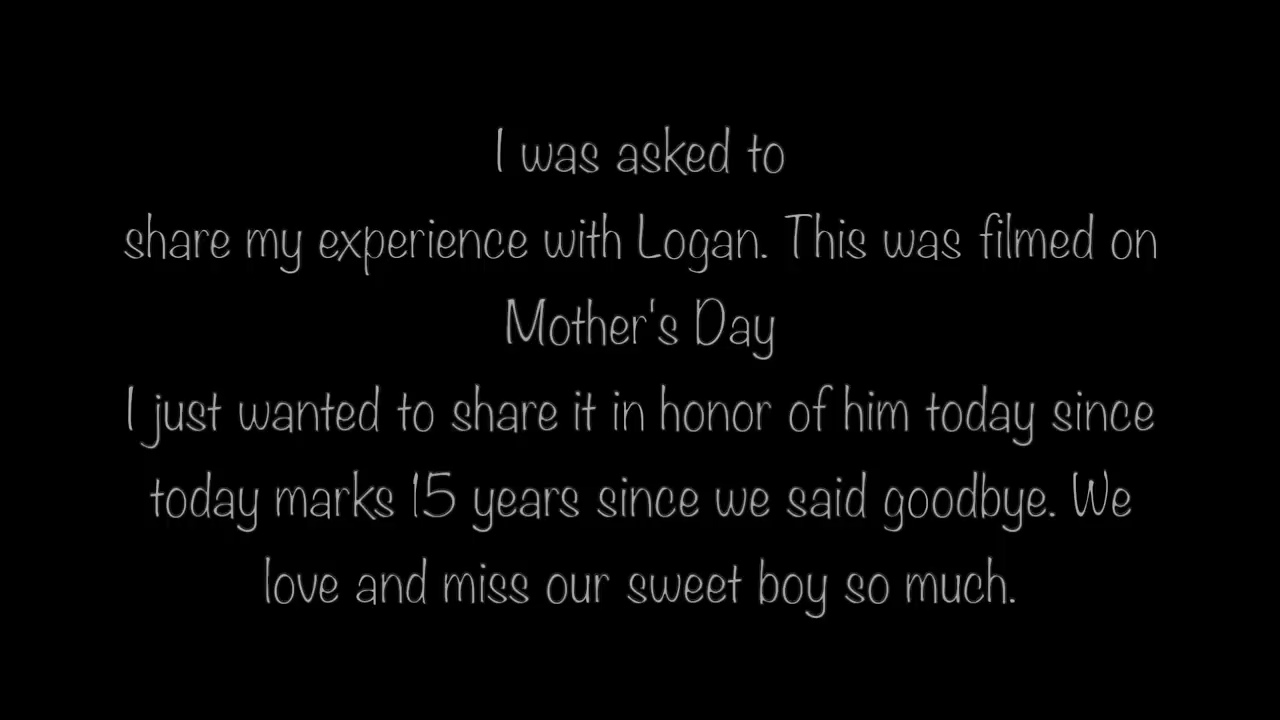 I was asked to
share my experience with Logan. This was filmed on
Mother's Day
I just wanted to share it in honor of him today since
today marks 15 years since we said goodbye. We
love and miss our sweet boy so much.